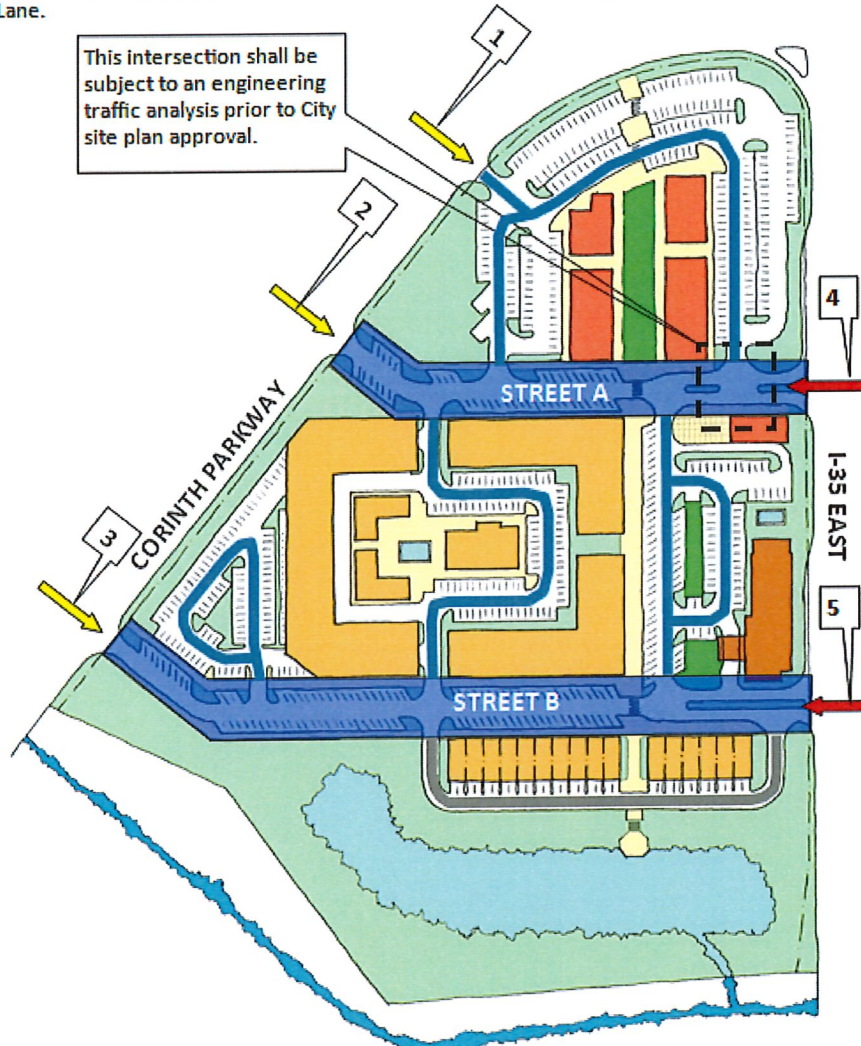 Lane.
This intersection shall be
subject to an engineering
traffic analysis prior to City
site plan approval.
1
2
3
4
5
STREET A
CORINTH PARKWAY
I-35 EAST
STREET B